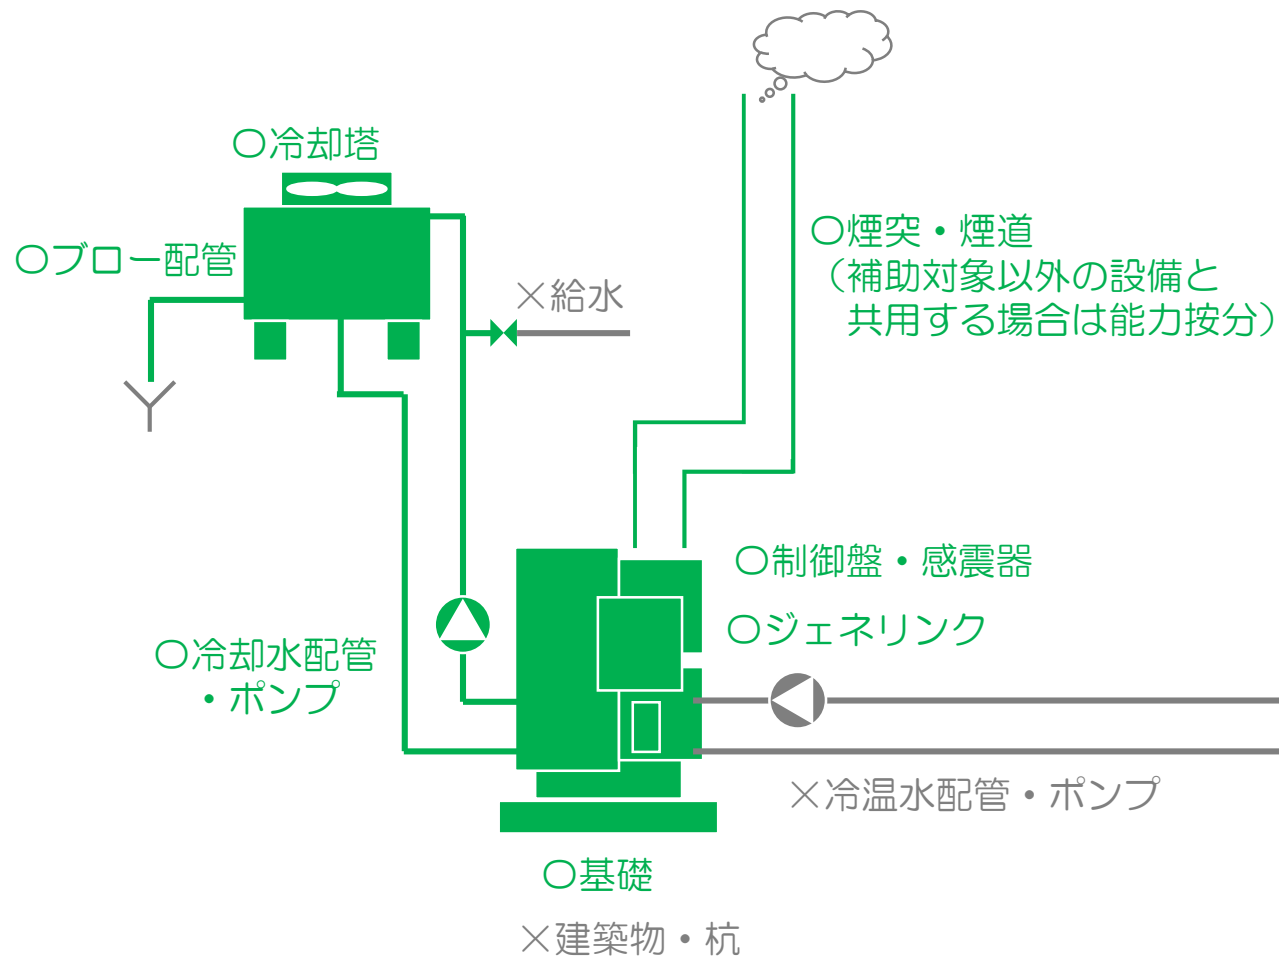 ○冷却塔
○ブロー配管
○煙突・煙道
（補助対象以外の設備と
共用する場合は能力按分）
×給水
○制御盤・感震器
○ジェネリンク
○冷却水配管
・ポンプ
×冷温水配管・ポンプ
○基礎
×建築物・杭